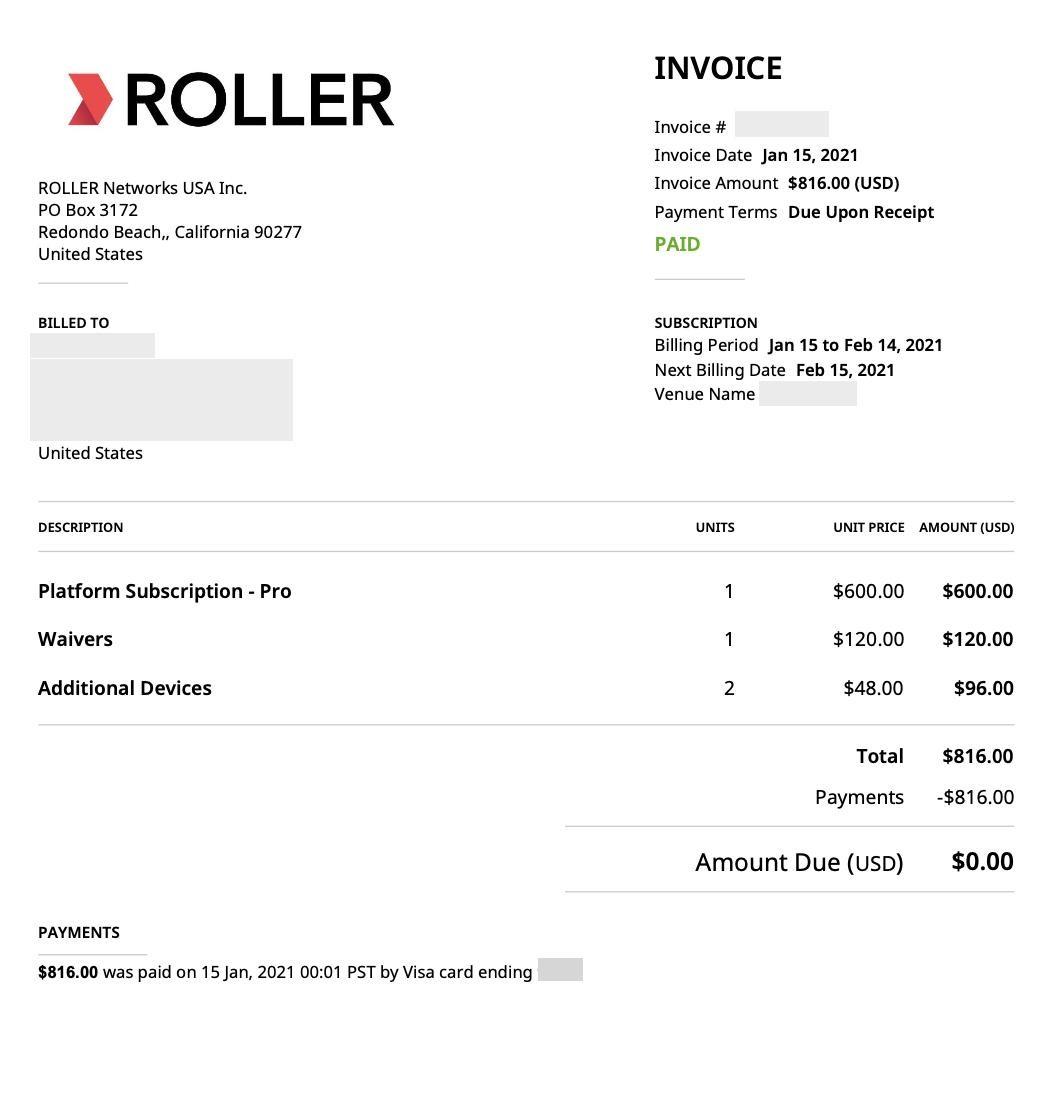 ROLLER
INVOICE
Invoice #
Invoice Date Jan 15, 2021
Invoice Amount $816.00 (USD)
Payment Terms Due Upon Receipt
PAID
ROLLER Networks USA Inc.
PO Box 3172
Redondo Beach,, California 90277
United States
BILLED TO
United States
SUBSCRIPTION
Billing Period Jan 15 to Feb 14, 2021
Next Billing Date Feb 15, 2021
Venue Name
DESCRIPTION UNITS UNIT PRICE AMOUNT (USD)
Platform Subscription - Pro 1 $600.00 $600.00
Waivers 1 $120.00 $120.00
Additional Devices 2 $48.00 $96.00
Total $816.00
Payments -$816.00
Amount Due (USD) $0.00
PAYMENTS
$816.00 was paid on 15 Jan, 2021 00:01 PST by Visa card ending